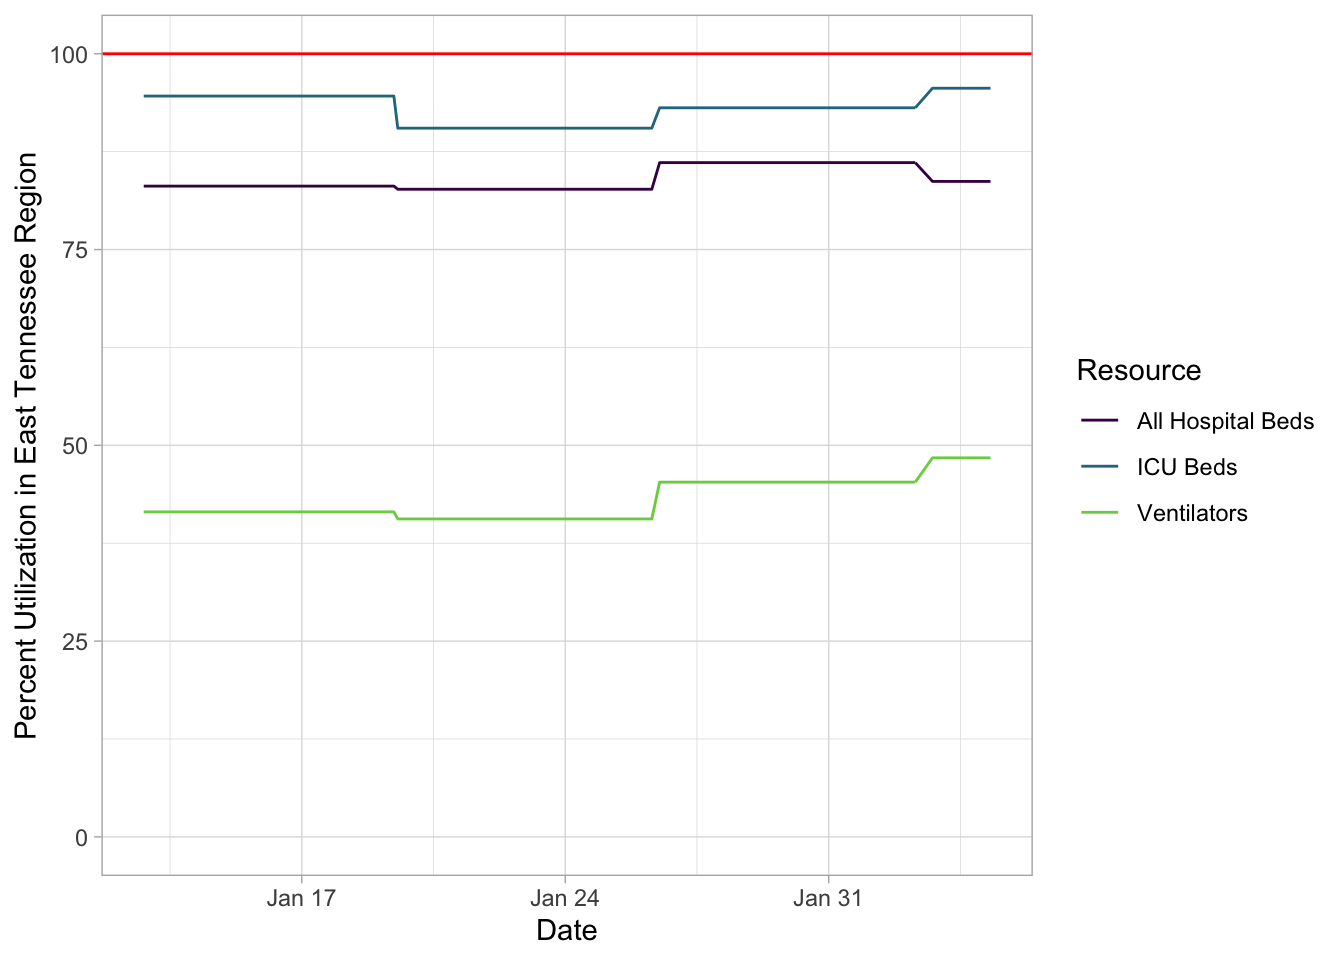 Percent Utilization in East Tennessee Region
100
75
50
25
0
Jan 17
Jan 24
Jan 31
Date
Resource
All Hospital Beds
ICU Beds
Ventilators